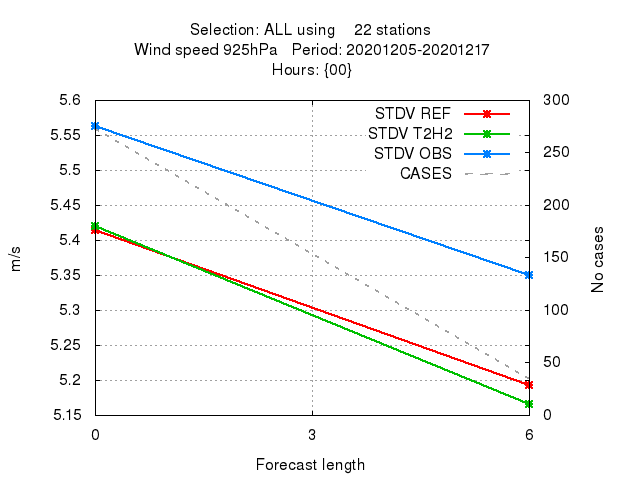 Selection: ALL using 22 stations
Wind speed 925hPa Period: 20201205-20201217
Hours: {00}
5.6
5.55
5.5
5.45
5.4
5.35
5.3
5.25
5.2
5.15
300
250
200
150
100
50
0
STDV REF
STDV T2H2
STDV OBS
CASES
m/s
No cases
0 3 6
Forecast length